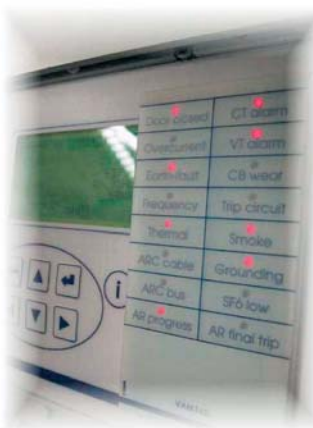 Door closed CT alarm
Overcurrent VT alarm
Earth-fault CB wear
Frequency Trip circuit
Thermal Smoke
ARC cable Grounding
ARC bus SF6 low
AR progress AR final trip
i
VAMP